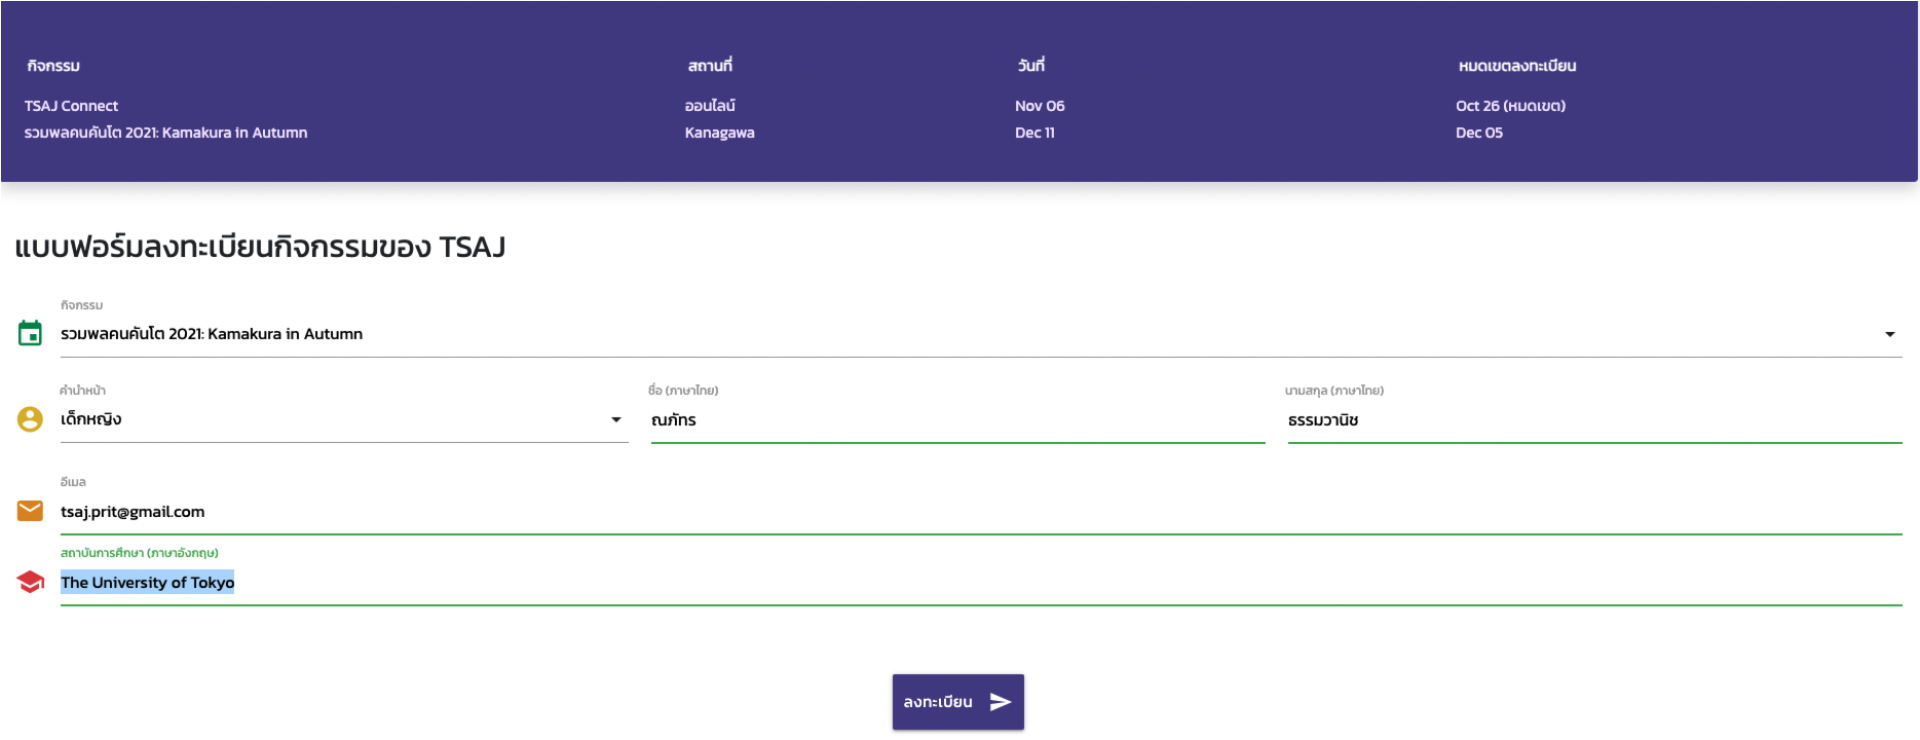 กิจกรรม สถานที่ วันที่ หมดเขตลงทะเบียน
TSAJ Connect ออนไลน์ Nov 06 Oct 26 (หมดเขต)
รวมพลคนคันโต 2021: Kamakura in Autumn Kanagawa Dec 11 Dec 05
แบบฟอร์มลงทะเบียนกิจกรรมของ TSAJ
กิจกรรม
รวมพลคนคันโต 2021: Kamakura in Autumn
คำนำหน้า ชื่อ (ภาษาไทย) นามสกุล (ภาษาไทย)
เด็กหญิง ณภัทร ธรรมวานิช
อีเมล
tsaj.prit@gmail.com
สถาบันการศึกษา (ภาษาอังกฤษ)
The University of Tokyo
ลงทะเบียน